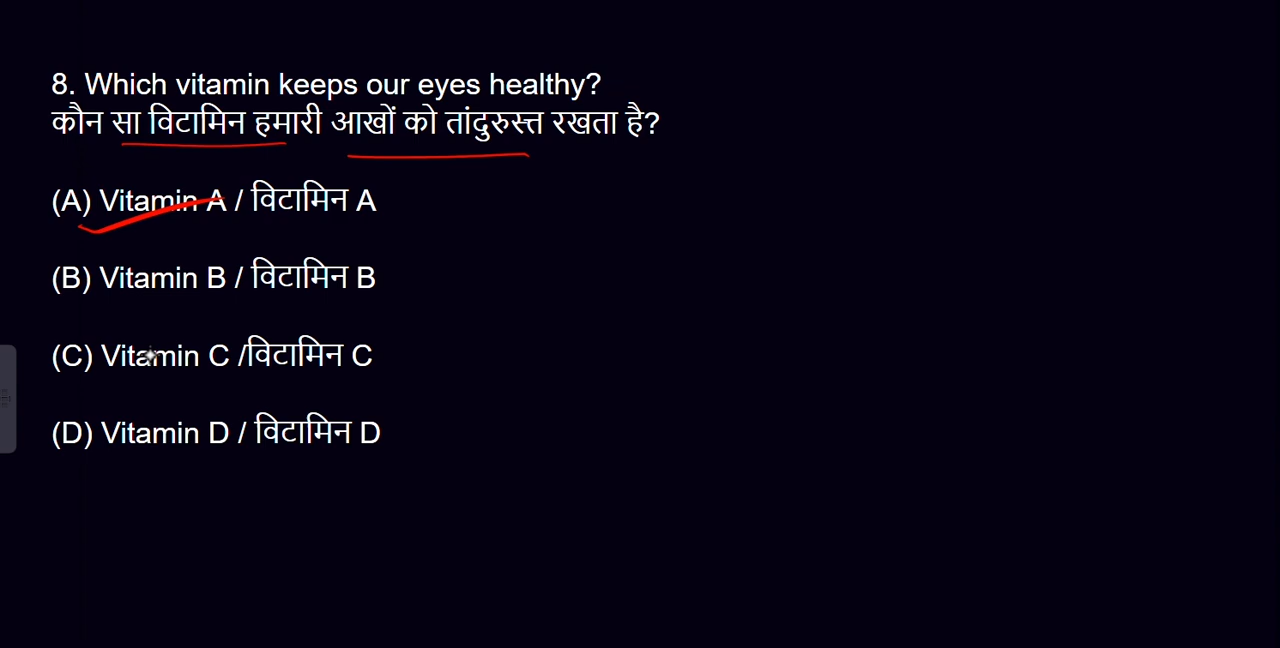 8. Which vitamin keeps our eyes healthy?
कौन सा विटामिन हमारी आखों को तांदुरुस्त्त रखता है?
(A) Vitamin A / विटामिन A
(B) Vitamin B / विटामिन B
(C) Vitamin C /विटामिन C
(D) Vitamin D / विटामिन D